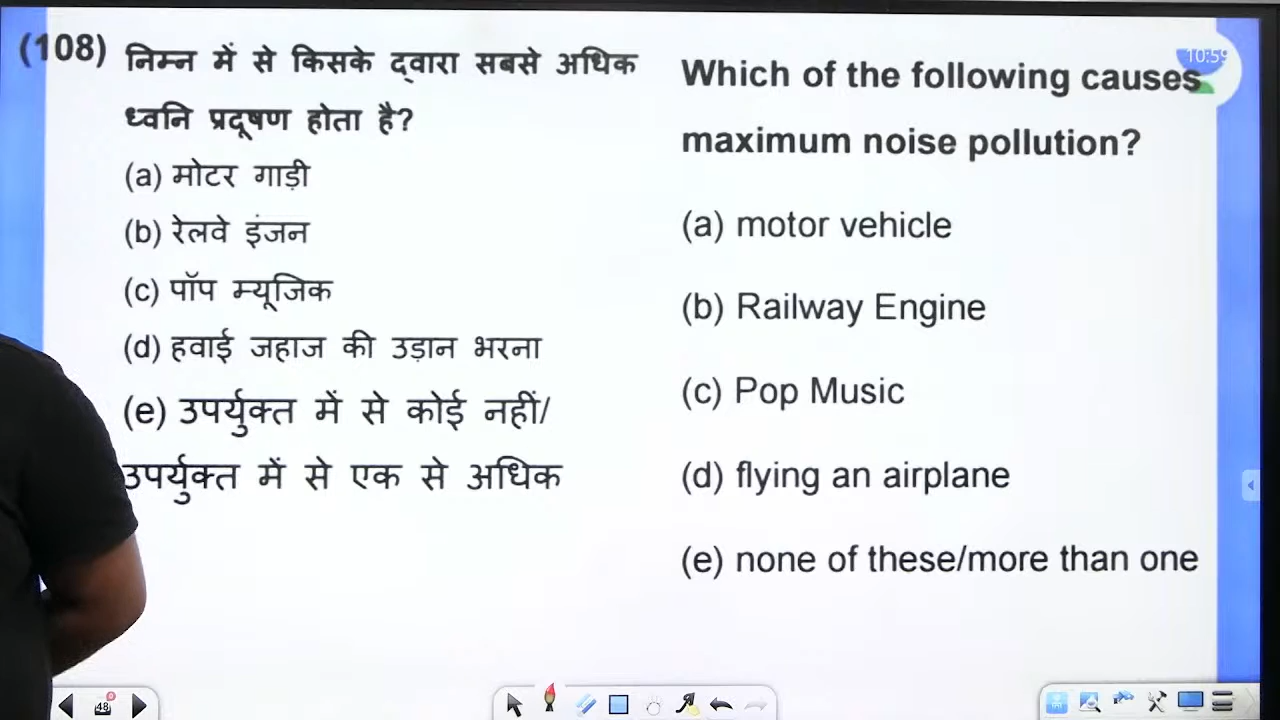 (108) निम्न में से किसके द्वारा सबसे अधिक
ध्वनि प्रदूषण होता है?
(a) मोटर गाड़ी
(b) रेलवे इंजन
(c) पॉप म्यूजिक
(d) हवाई जहाज की उड़ान भरना
(e) उपर्युक्त में से कोई नहीं/
उपर्युक्त में से एक से अधिक
Which of the following causes
maximum noise pollution?
(a) motor vehicle
(b) Railway Engine
(c) Pop Music
(d) flying an airplane
(e) none of these/more than one
10:59
48